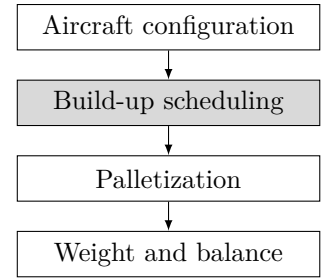 Aircraft configuration
Build-up scheduling
Palletization
Weight and balance